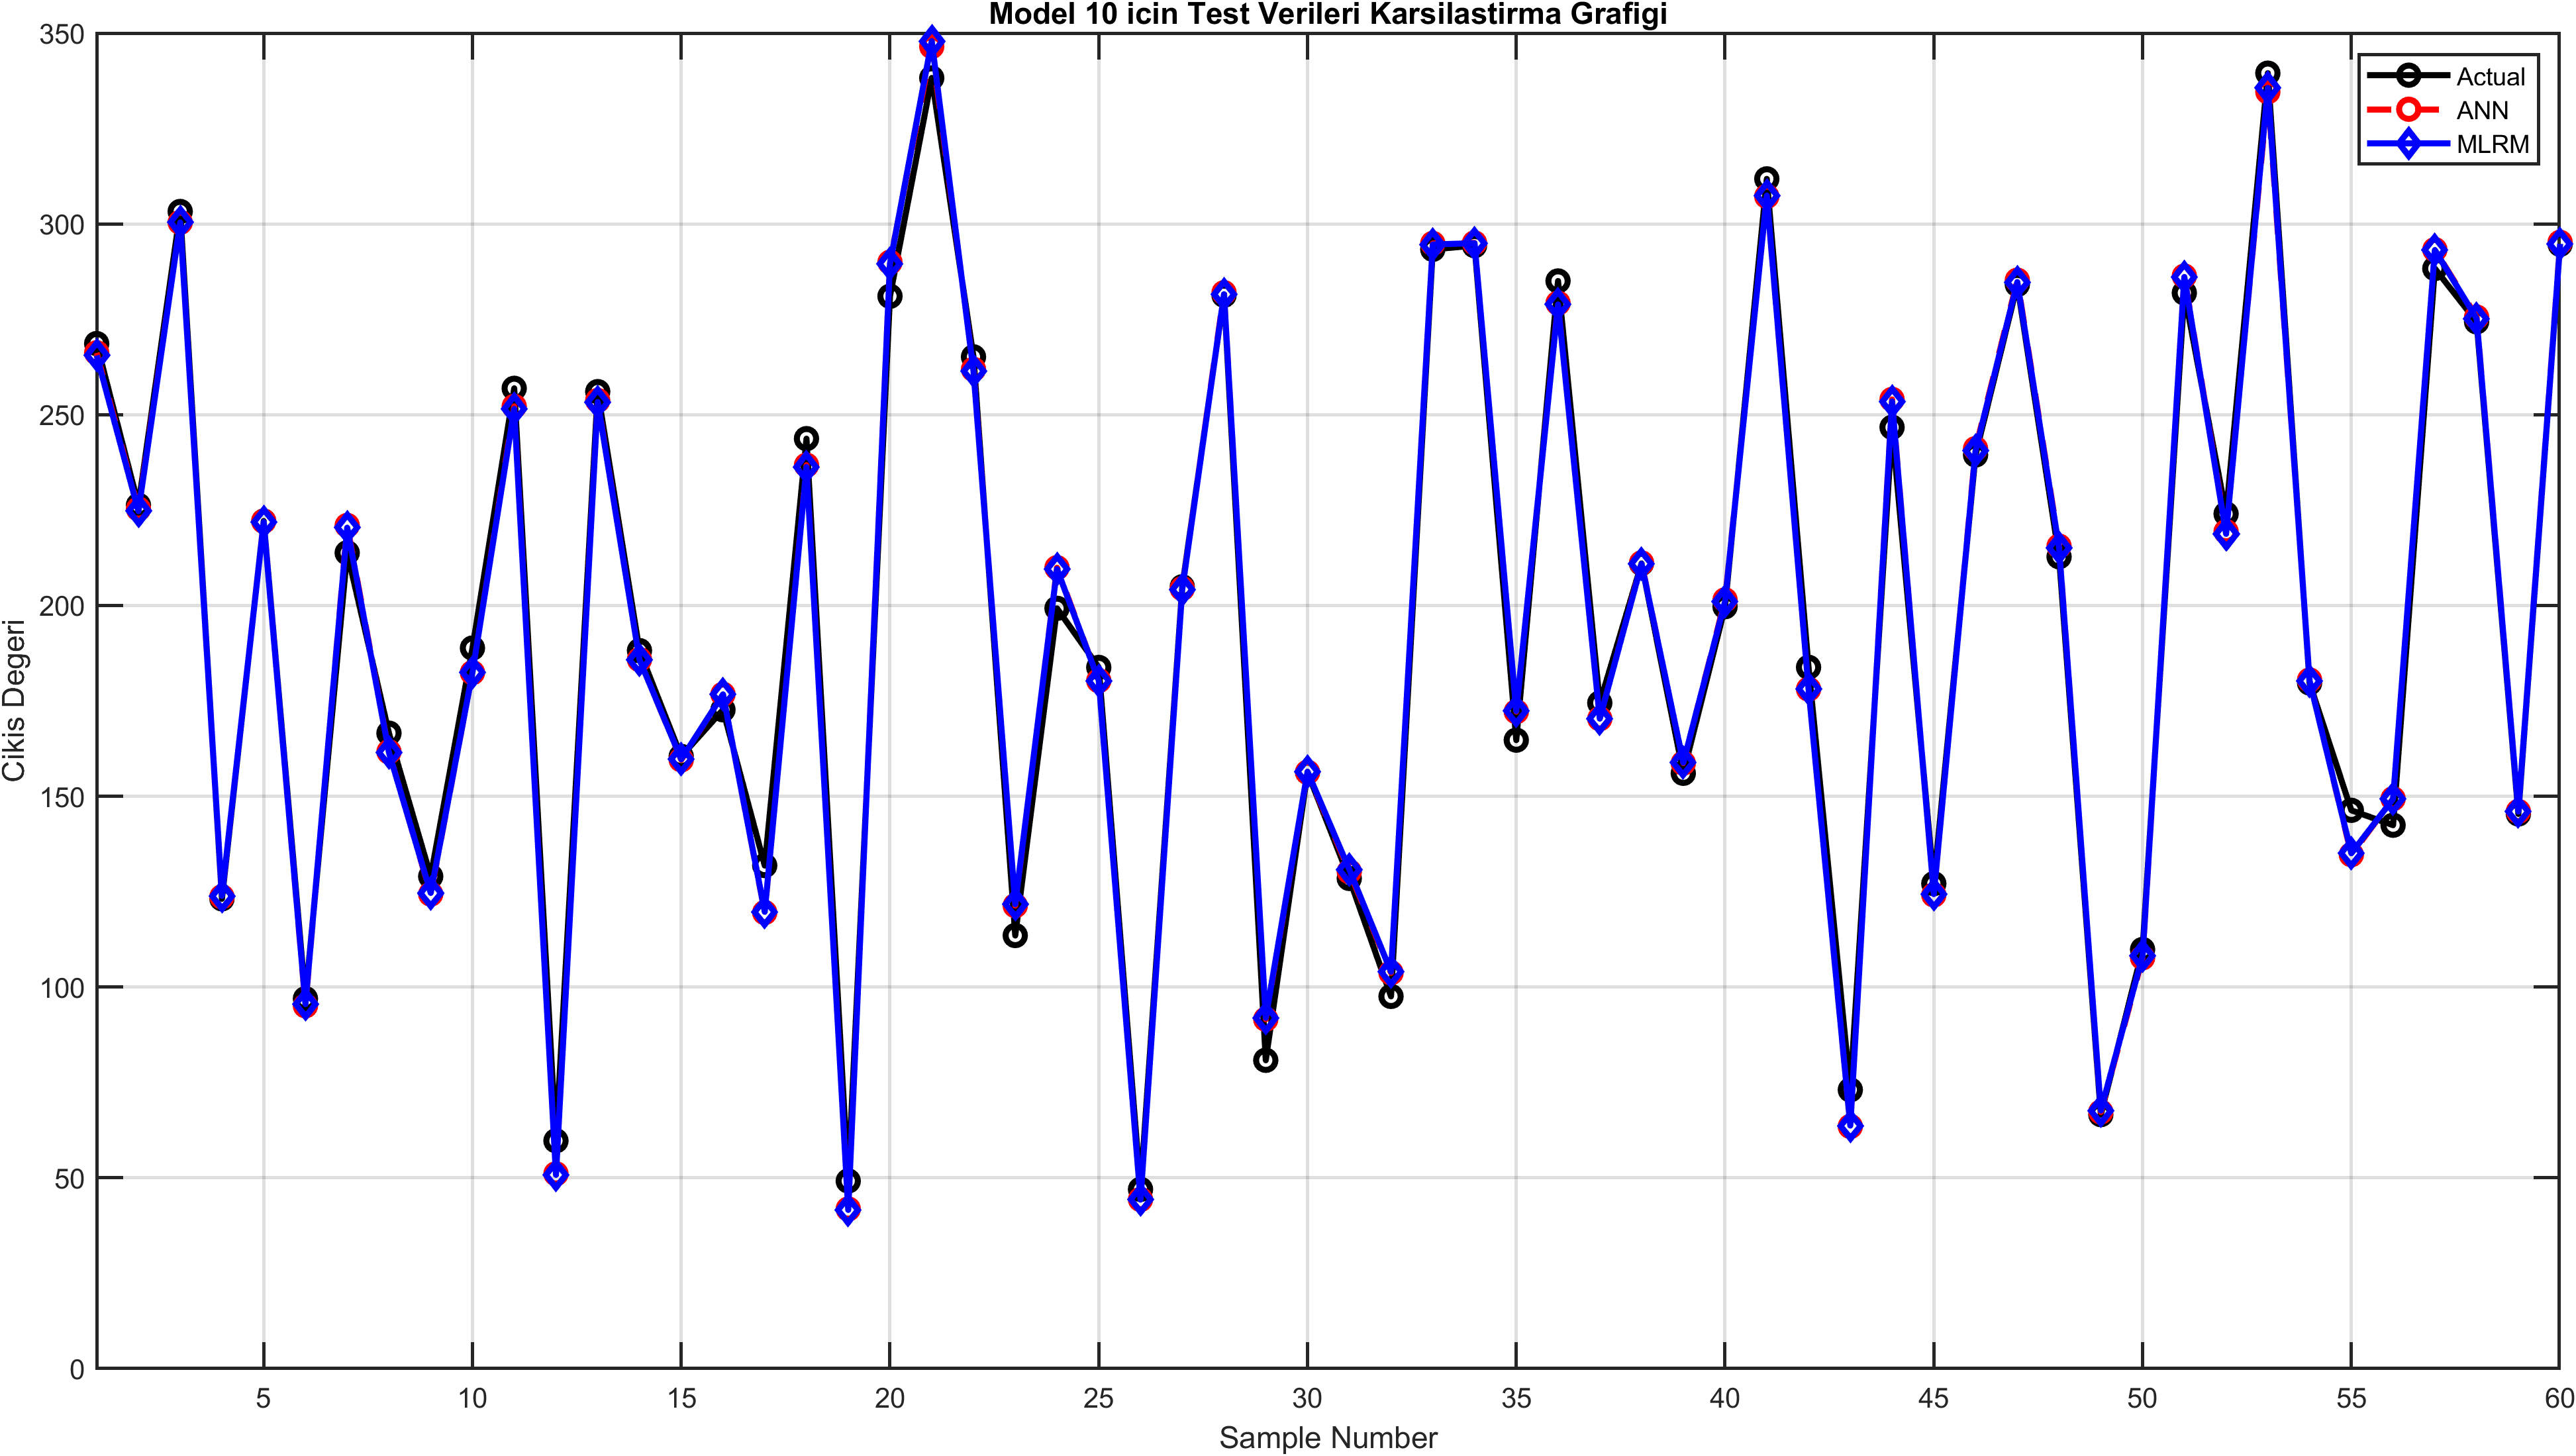 Model 10 icin Test Verileri Karsilastirma Grafigi
350
300
250
200
150
100
50
0
Cikis Degeri
Actual
ANN
MLRM
5 10 15 20 25 30 35 40 45 50 55 60
Sample Number